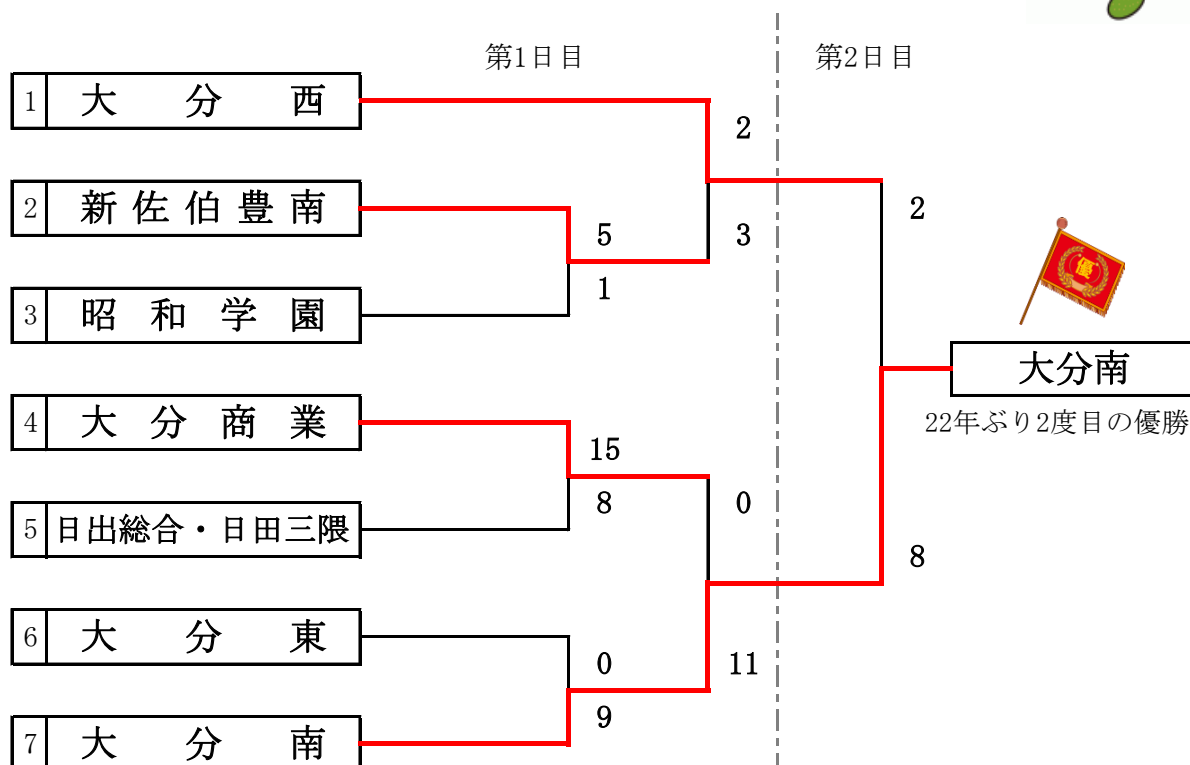 第1日目
第2日目
1 大分西
2
2 新佐伯豊南
2
5
3
1
3 昭和学園
優
大分南
22年ぶり2度目の優勝
4 大分商業
15
8
0
5 日出総合・日田三隈
8
6 大分東
0
11
9
7 大分南